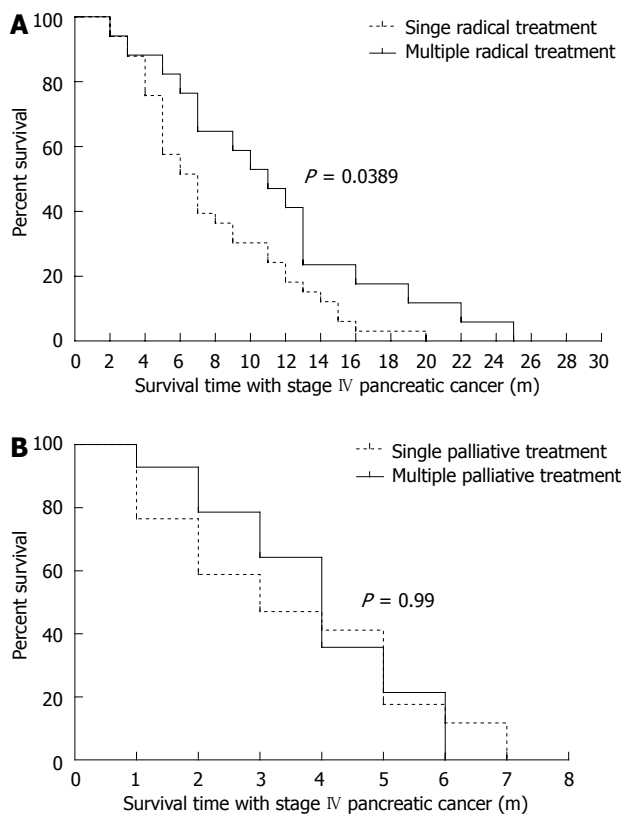 A
Singe radical treatment
Multiple radical treatment
100
80
60
40
20
0
Percent survival
P = 0.0389
0 2 4 6 8 10 12 14 16 18 20 22 24 26 28 30
Survival time with stage Ⅳ pancreatic cancer (m)
B
Single palliative treatment
Multiple palliative treatment
100
80
60
40
20
0
Percent survival
P = 0.99
0 1 2 3 4 5 6 7 8
Survival time with stage Ⅳ pancreatic cancer (m)